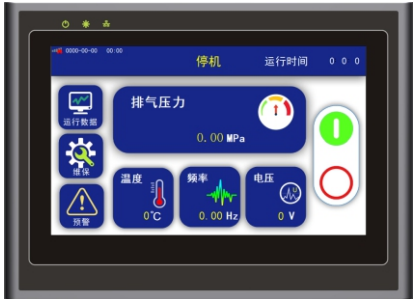 0000-00-00 00:00
停机
运行时间 0 0 0
运行数据
排气压力
0.00 MPa
维保
预警
温度
0℃
频率
0.00 Hz
电压
0 V